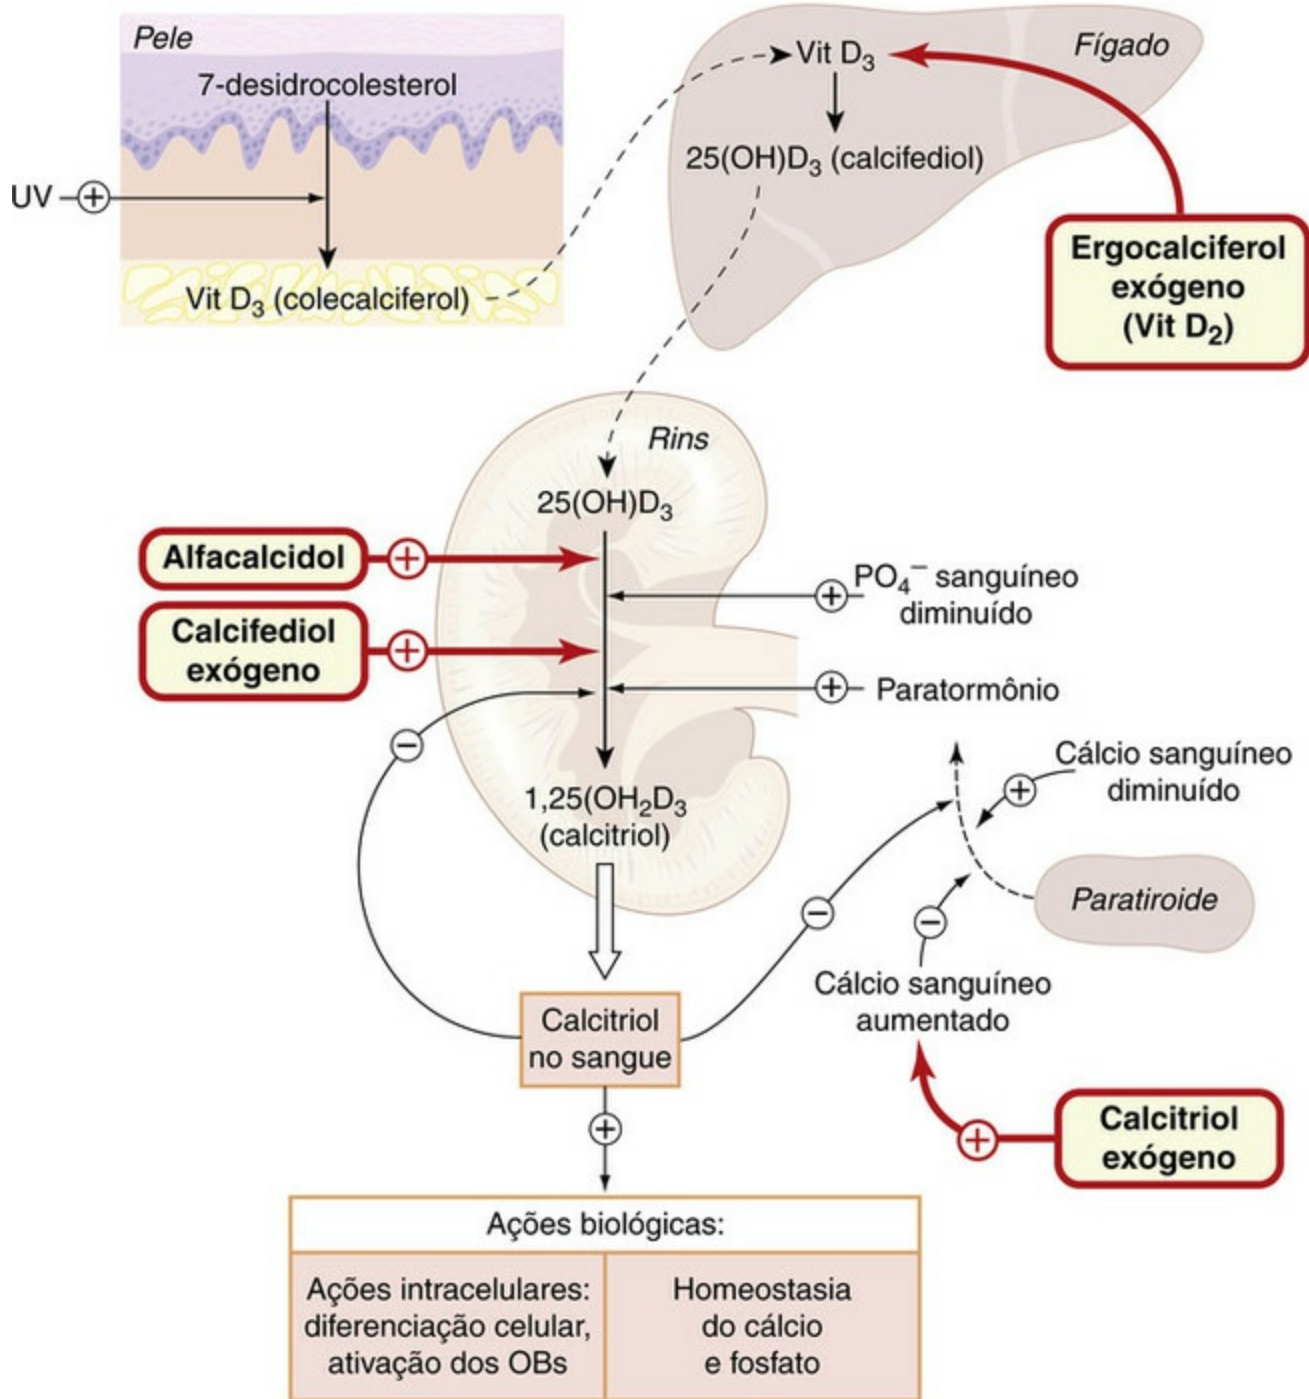 Pele
7-desidrocolesterol
UV
+
Vit D₃ (colecalciferol)
Fígado
Vit D₃
25(OH)D₃ (calcifediol)
Ergocalciferol
exógeno
(Vit D₂)
Rins
25(OH)D₃
Alfacalcidol
+
Calcifediol
exógeno
+
+
PO₄⁻ sanguíneo
diminuído
+
Paratormônio
−
1,25(OH₂D₃
(calcitriol)
Cálcio sanguíneo
diminuído
+
Paratiroide
−
−
Cálcio sanguíneo
aumentado
Calcitriol
no sangue
+
+
Calcitriol
exógeno
Ações biológicas:
Ações intracelulares:
diferenciação celular,
ativação dos OBs
Homeostasia
do cálcio
e fosfato